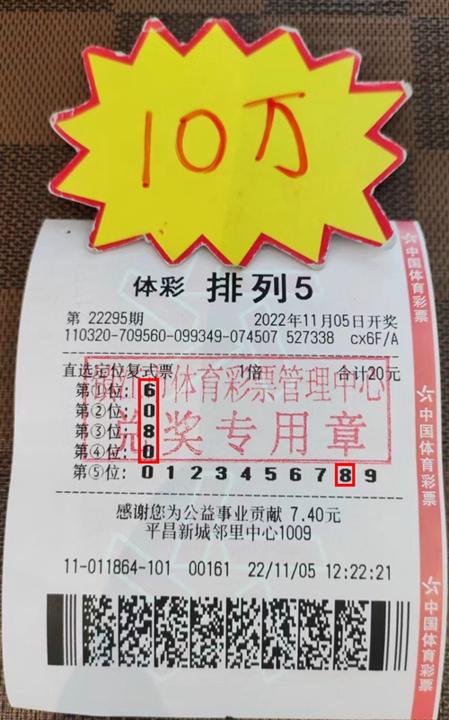 10万
体彩 排列5
第 22295期 2022年11月05日开奖
110320-709560-099349-074507 527338 cx6F/A
直选定位复式票 1倍 合计20元
体育彩票管理中心
第①位: 6
第②位: 0
第③位: 8
兑奖专用章
第④位: 0
第⑤位: 0 1 2 3 4 5 6 7 8 9
感谢您为公益事业贡献 7.40元
平昌新城邻里中心1009
11-011864-101 00161 22/11/05 12:22:21
中国体育彩票
中国体育彩票
中国体育彩票